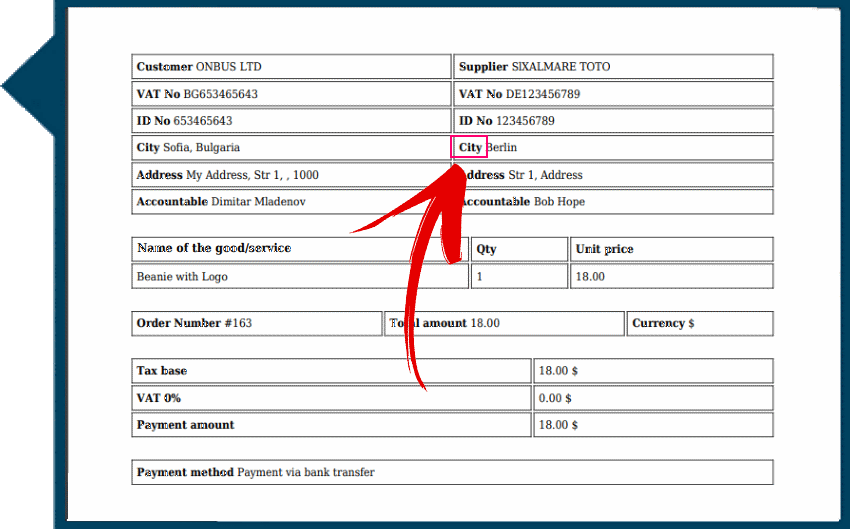 Customer ONBUS LTD Supplier SIXALMARE TOTO
VAT No BG653465643 VAT No DE123456789
ID No 653465643 ID No 123456789
City Sofia, Bulgaria City Berlin
Address My Address, Str 1, , 1000 Address Str 1, Address
Accountable Dimitar Mladenov Accountable Bob Hope
Name of the good/service Qty Unit price
Beanie with Logo 1 18.00
Order Number #163 Total amount 18.00 Currency $
Tax base 18.00 $
VAT 0% 0.00 $
Payment amount 18.00 $
Payment method Payment via bank transfer